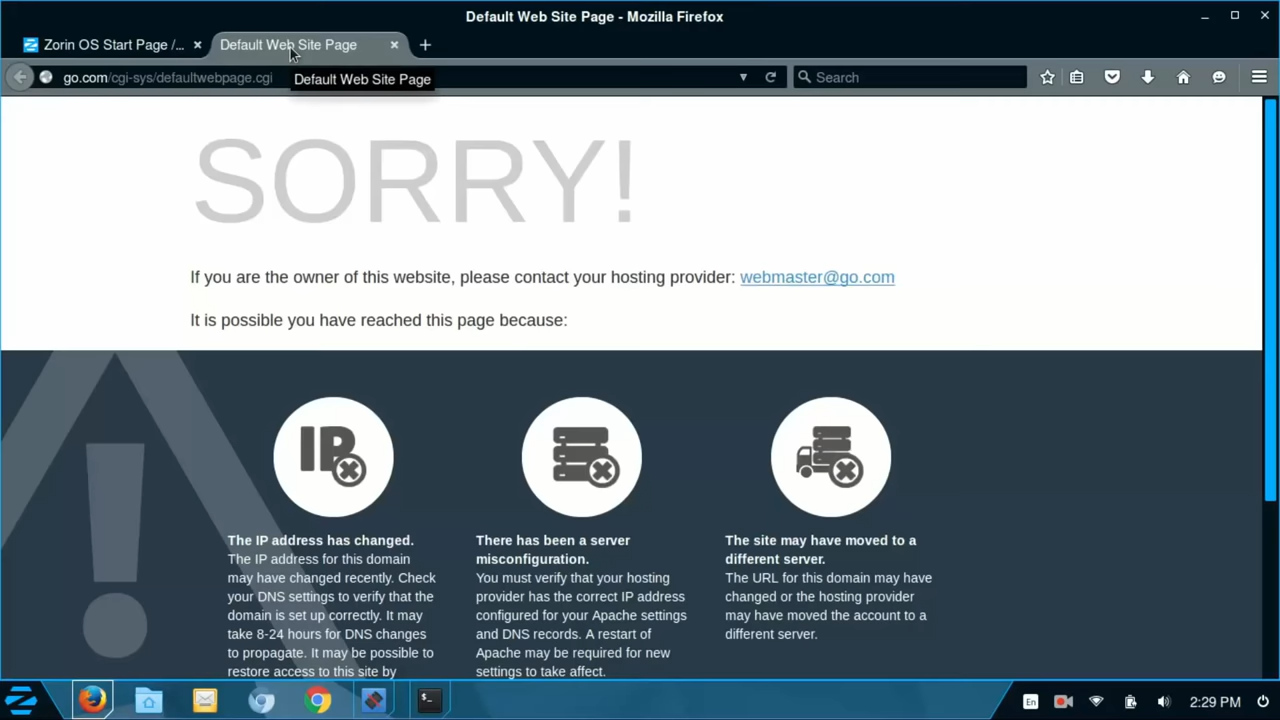 Default Web Site Page - Mozilla Firefox
Zorin OS Start Page /...
Default Web Site Page
go.com/cgi-sys/defaultwebpage.cgi
Default Web Site Page
Search
SORRY!
If you are the owner of this website, please contact your hosting provider: webmaster@go.com
It is possible you have reached this page because:
IP
The IP address has changed.
The IP address for this domain
may have changed recently. Check
your DNS settings to verify that the
domain is set up correctly. It may
take 8-24 hours for DNS changes
to propagate. It may be possible to
restore access to this site by
There has been a server
misconfiguration.
You must verify that your hosting
provider has the correct IP address
configured for your Apache settings
and DNS records. A restart of
Apache may be required for new
settings to take affect.
The site may have moved to a
different server.
The URL for this domain may have
changed or the hosting provider
may have moved the account to a
different server.
En
2:29 PM